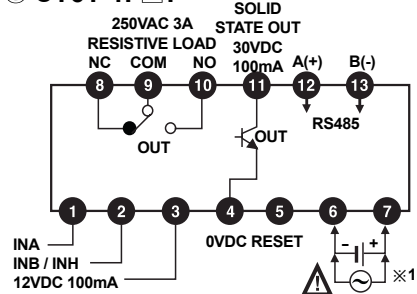 SOLID
250VAC 3A STATE OUT
RESISTIVE LOAD 30VDC
NC COM NO 100mA A(+) B(-)
8 9 10 11 12 13
RS485
OUT OUT
1 2 3 4 5 6 7
0VDC RESET - +
INA
INB / INH
12VDC 100mA ※1